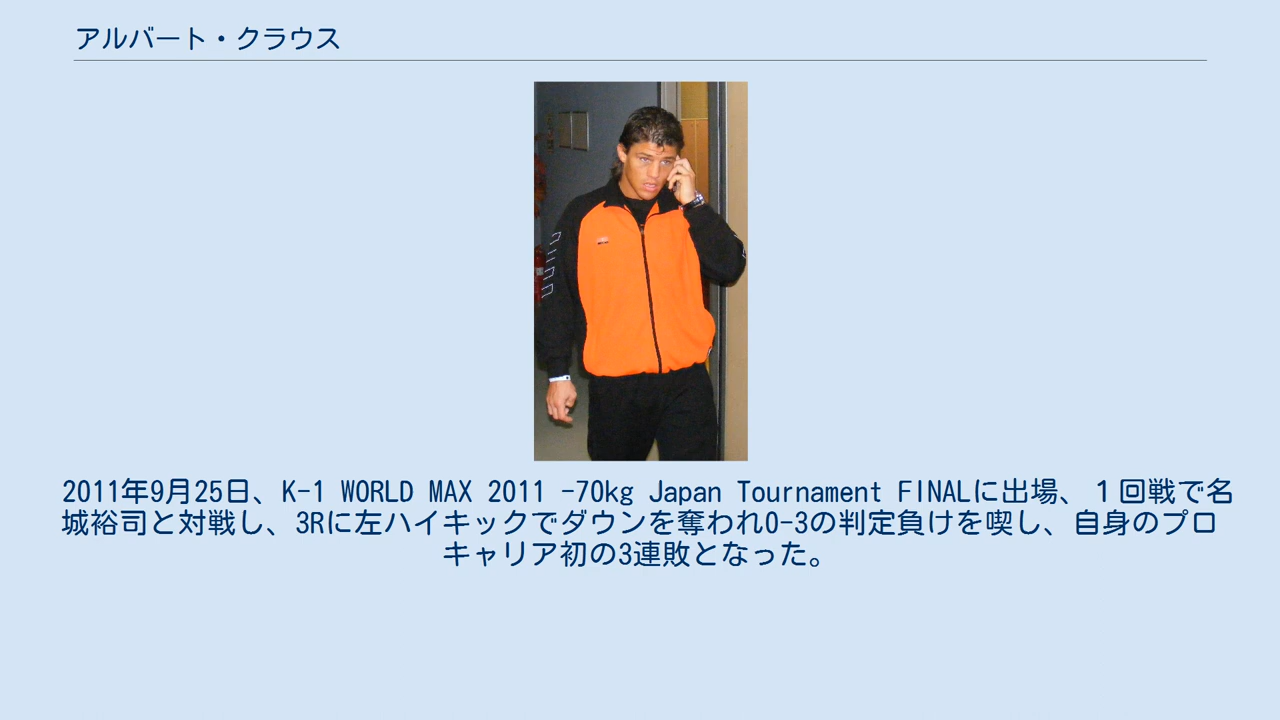 アルバート・クラウス
2011年9月25日、K-1 WORLD MAX 2011 -70kg Japan Tournament FINALに出場、１回戦で名
城裕司と対戦し、3Rに左ハイキックでダウンを奪われ0-3の判定負けを喫し、自身のプロ
キャリア初の3連敗となった。